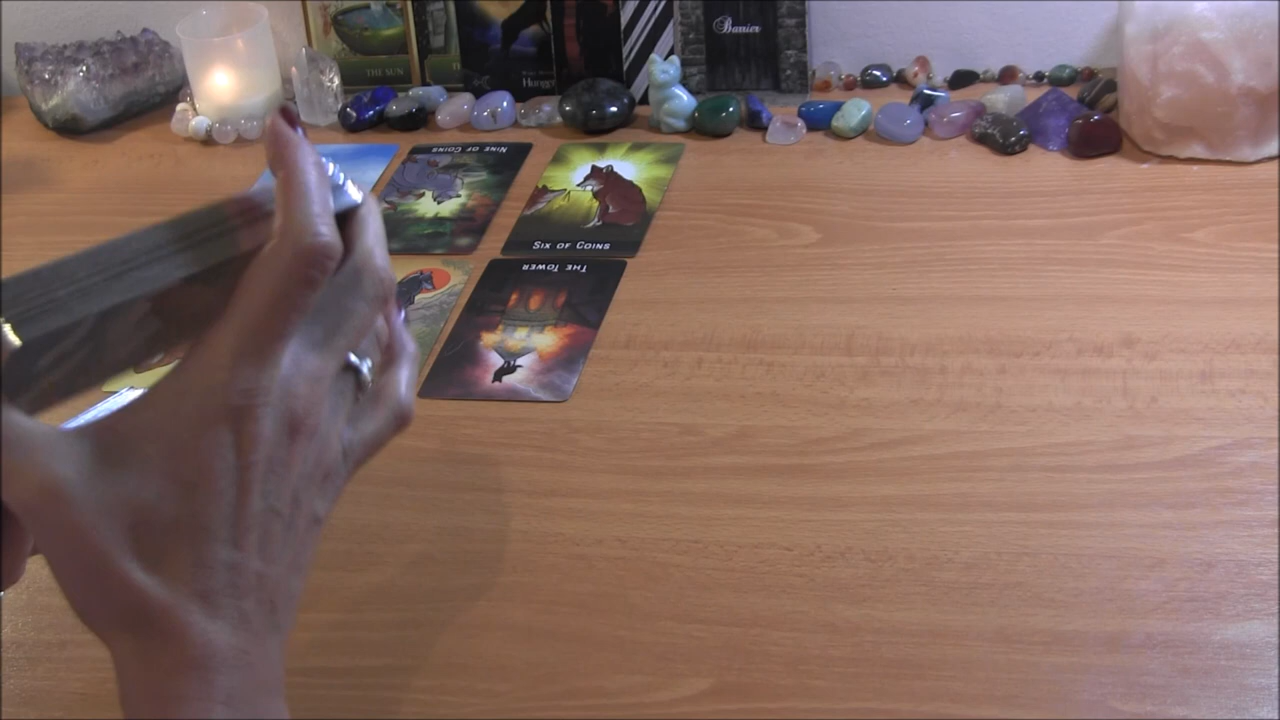 THE SUN
Barrier
NINE OF COINS
SIX OF COINS
THE TOWER